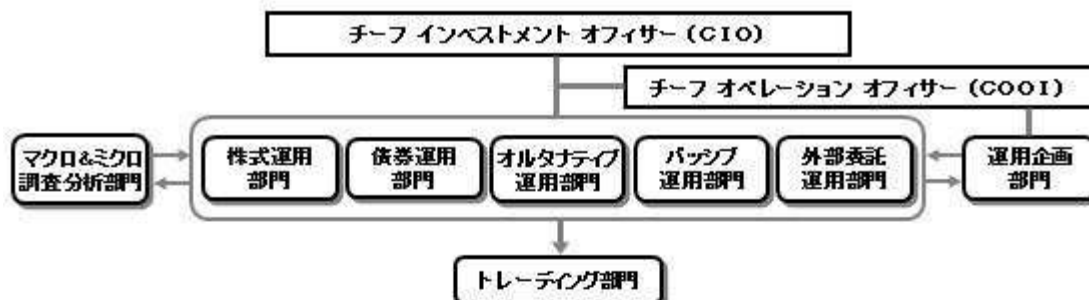 チーフ インベストメント オフィサー (CIO)
チーフ オペレーション オフィサー (COOI)
マクロ&ミクロ
調査分析部門
株式運用
部門
債券運用
部門
オルタナティブ
運用部門
パッシブ
運用部門
外部委託
運用部門
運用企画
部門
トレーディング部門